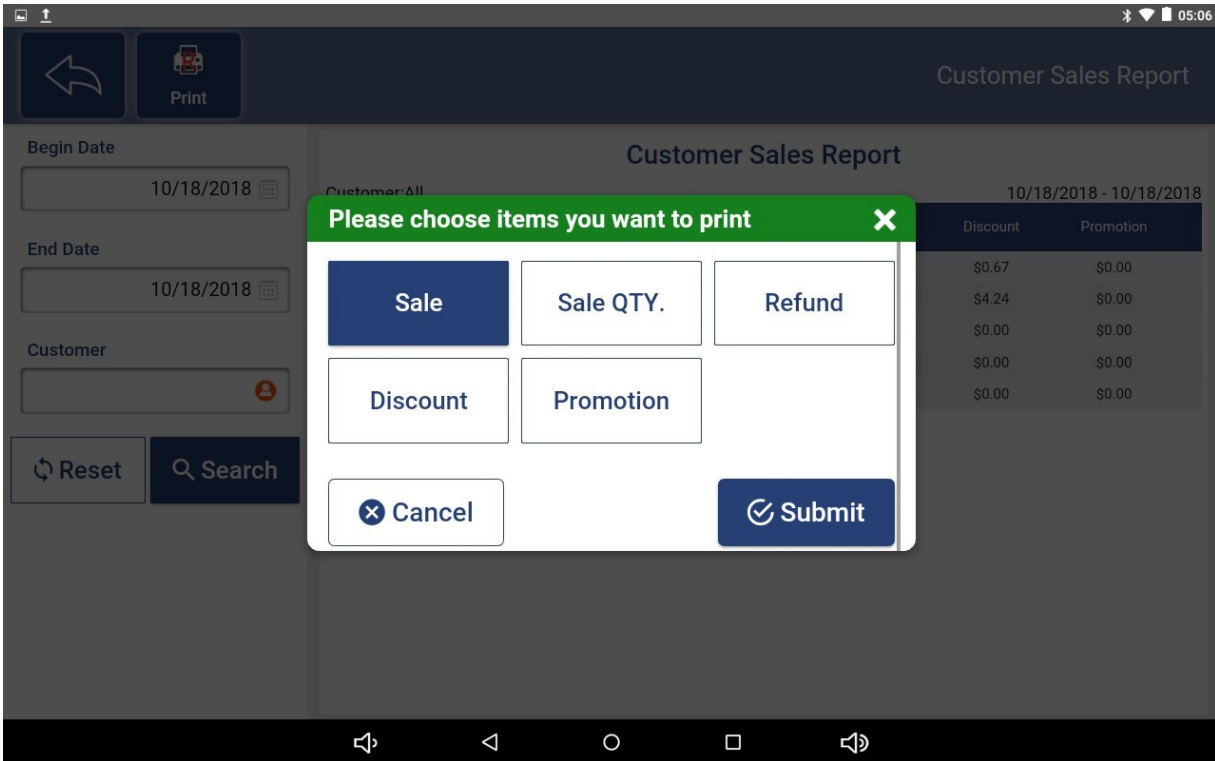 05:06
Print
Customer Sales Report
Begin Date
10/18/2018
End Date
10/18/2018
Customer
Reset
Search
Customer Sales Report
Customer:All
10/18/2018 - 10/18/2018
Discount Promotion
$0.67 $0.00
$4.24 $0.00
$0.00 $0.00
$0.00 $0.00
$0.00 $0.00
Please choose items you want to print
Sale
Sale QTY.
Refund
Discount
Promotion
Cancel
Submit